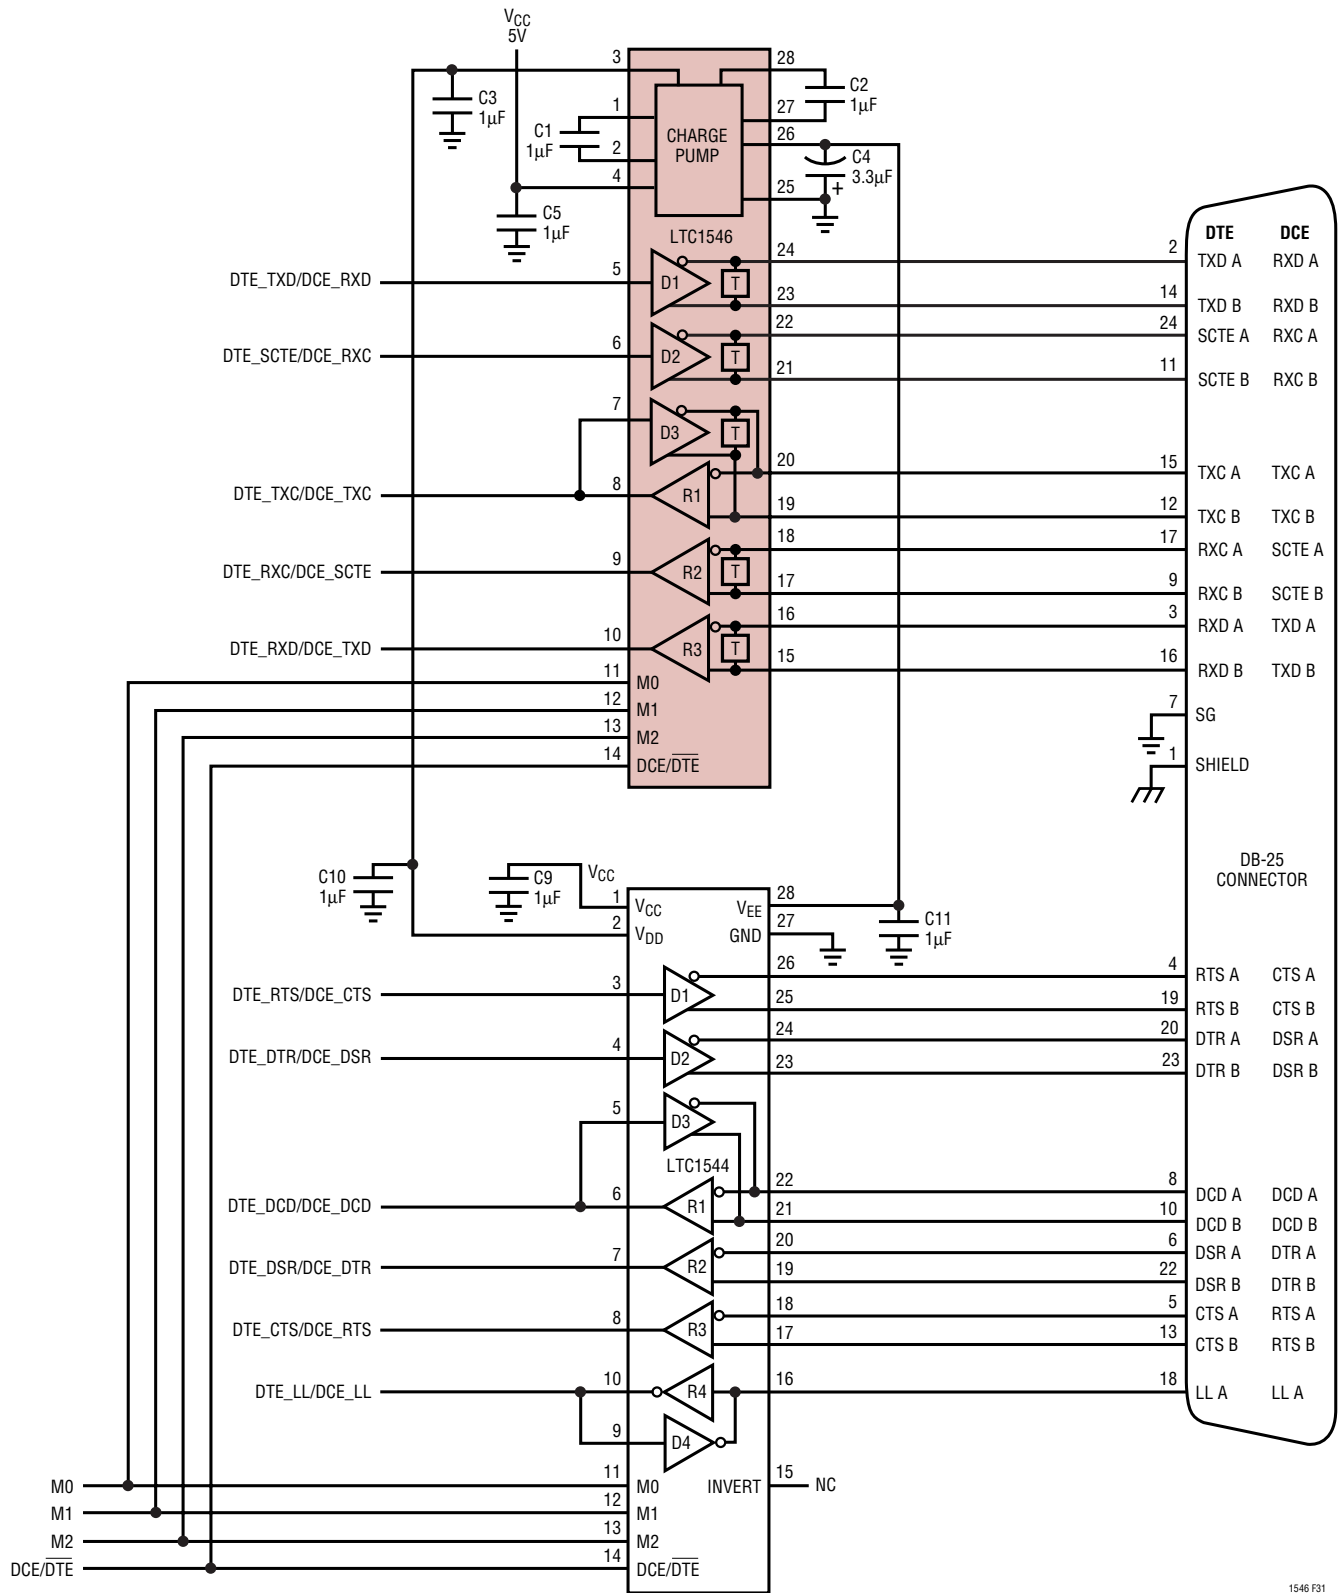 VCC
5V
3
28
C3
1µF
C2
1µF
1
27
C1
1µF
CHARGE
PUMP
26
2
C4
3.3µF
+
4
25
C5
1µF
LTC1546
DTE DCE
DTE_TXD/DCE_RXD
5
D1
T
24
2
TXD A RXD A
23
14
TXD B RXD B
DTE_SCTE/DCE_RXC
6
D2
T
22
24
SCTE A RXC A
21
11
SCTE B RXC B
7
D3
T
20
15
TXC A TXC A
DTE_TXC/DCE_TXC
8
R1
19
12
TXC B TXC B
18
17
RXC A SCTE A
DTE_RXC/DCE_SCTE
9
R2
T
17
9
RXC B SCTE B
16
3
RXD A TXD A
DTE_RXD/DCE_TXD
10
R3
T
15
16
RXD B TXD B
11
M0
12
M1
13
M2
14
DCE/DTE
7
SG
1
SHIELD
DB-25
CONNECTOR
C10
1µF
C9
1µF
VCC
1
VCC
2
VDD
VEE
28
GND
27
C11
1µF
DTE_RTS/DCE_CTS
3
D1
26
4
RTS A CTS A
25
19
RTS B CTS B
DTE_DTR/DCE_DSR
4
D2
24
20
DTR A DSR A
23
23
DTR B DSR B
5
D3
LTC1544
22
8
DCD A DCD A
DTE_DCD/DCE_DCD
6
R1
21
10
DCD B DCD B
20
6
DSR A DTR A
DTE_DSR/DCE_DTR
7
R2
19
22
DSR B DTR B
18
5
CTS A RTS A
DTE_CTS/DCE_RTS
8
R3
17
13
CTS B RTS B
DTE_LL/DCE_LL
10
R4
16
18
LL A LL A
9
D4
M0
11
M0
INVERT
15
NC
M1
12
M1
M2
13
M2
DCE/DTE
14
DCE/DTE
1546 F31